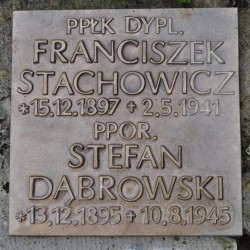 PPŁK DYPL.
FRANCISZEK
STACHOWICZ
*15.12.1897 ✝ 2.5.1941
PPOR.
STEFAN
DĄBROWSKI
*13.12.1895 ✝ 10.8.1945